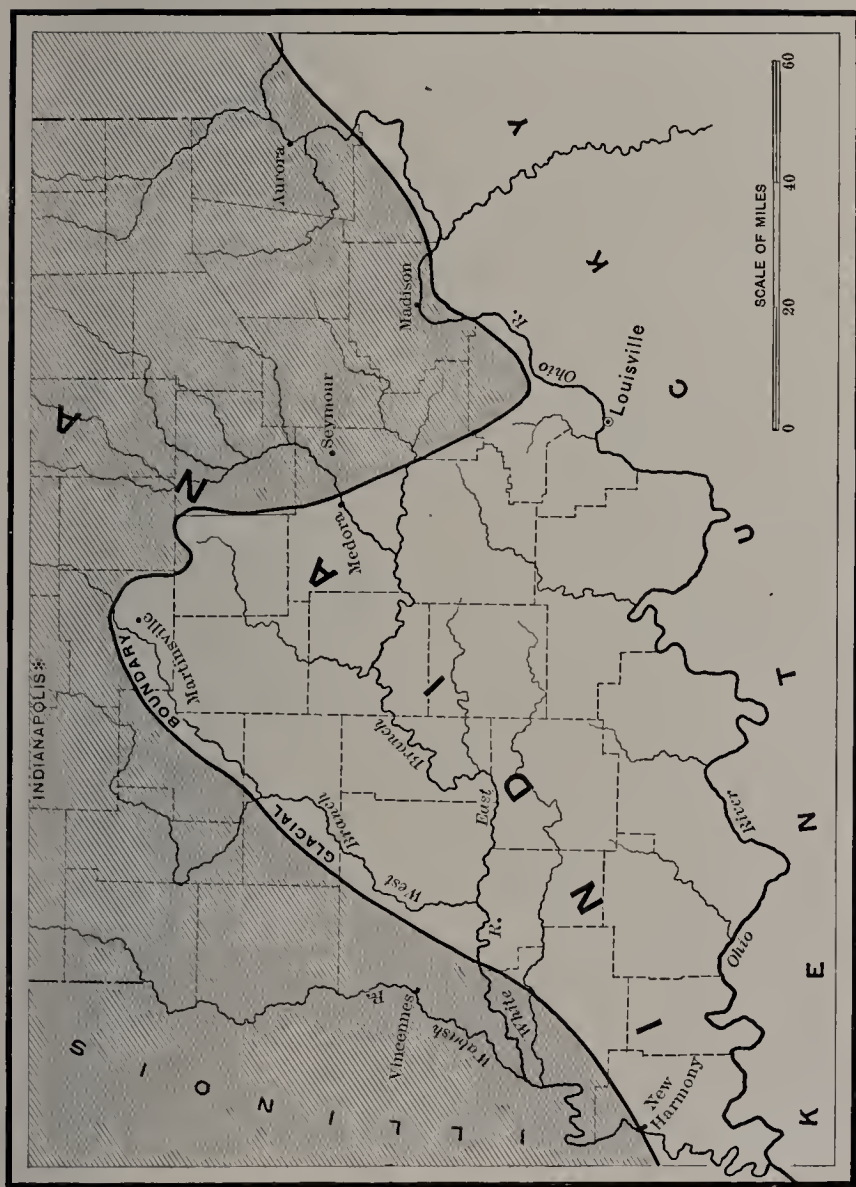 INDIANAPOLIS
ILLINOIS
INDIANA
KENTUCKY
GLACIAL BOUNDARY
Martinsville
Aurora
Madison
Seymour
Medora
Louisville
Vincennes
New
Harmony
Wabash
R.
White
R.
West
Branch
East
Branch
Ohio
River
Ohio
R.
SCALE OF MILES
0 20 40 60